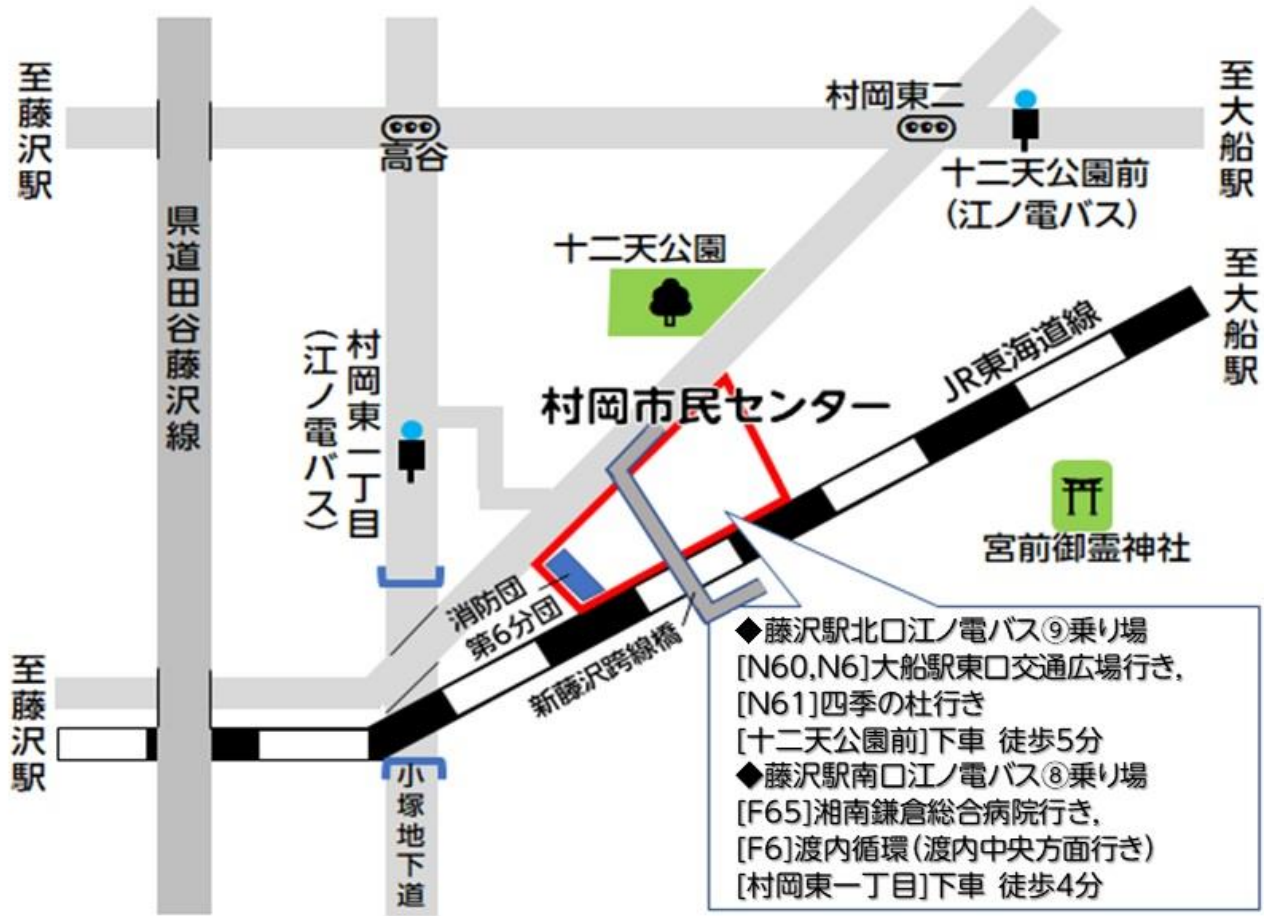 至藤沢駅
村岡東二
至大船駅
高谷
十二天公園前
（江ノ電バス）
県道田谷藤沢線
十二天公園
至大船駅
村岡東一丁目
（江ノ電バス）
JR東海道線
村岡市民センター
宮前御霊神社
消防団
第6分団
新藤沢跨線橋
至藤沢駅
小塚地下道
◆藤沢駅北口江ノ電バス⑨乗り場
[N60,N6]大船駅東口交通広場行き,
[N61]四季の杜行き
[十二天公園前]下車 徒歩5分
◆藤沢駅南口江ノ電バス⑧乗り場
[F65]湘南鎌倉総合病院行き,
[F6]渡内循環（渡内中央方面行き）
[村岡東一丁目]下車 徒歩4分